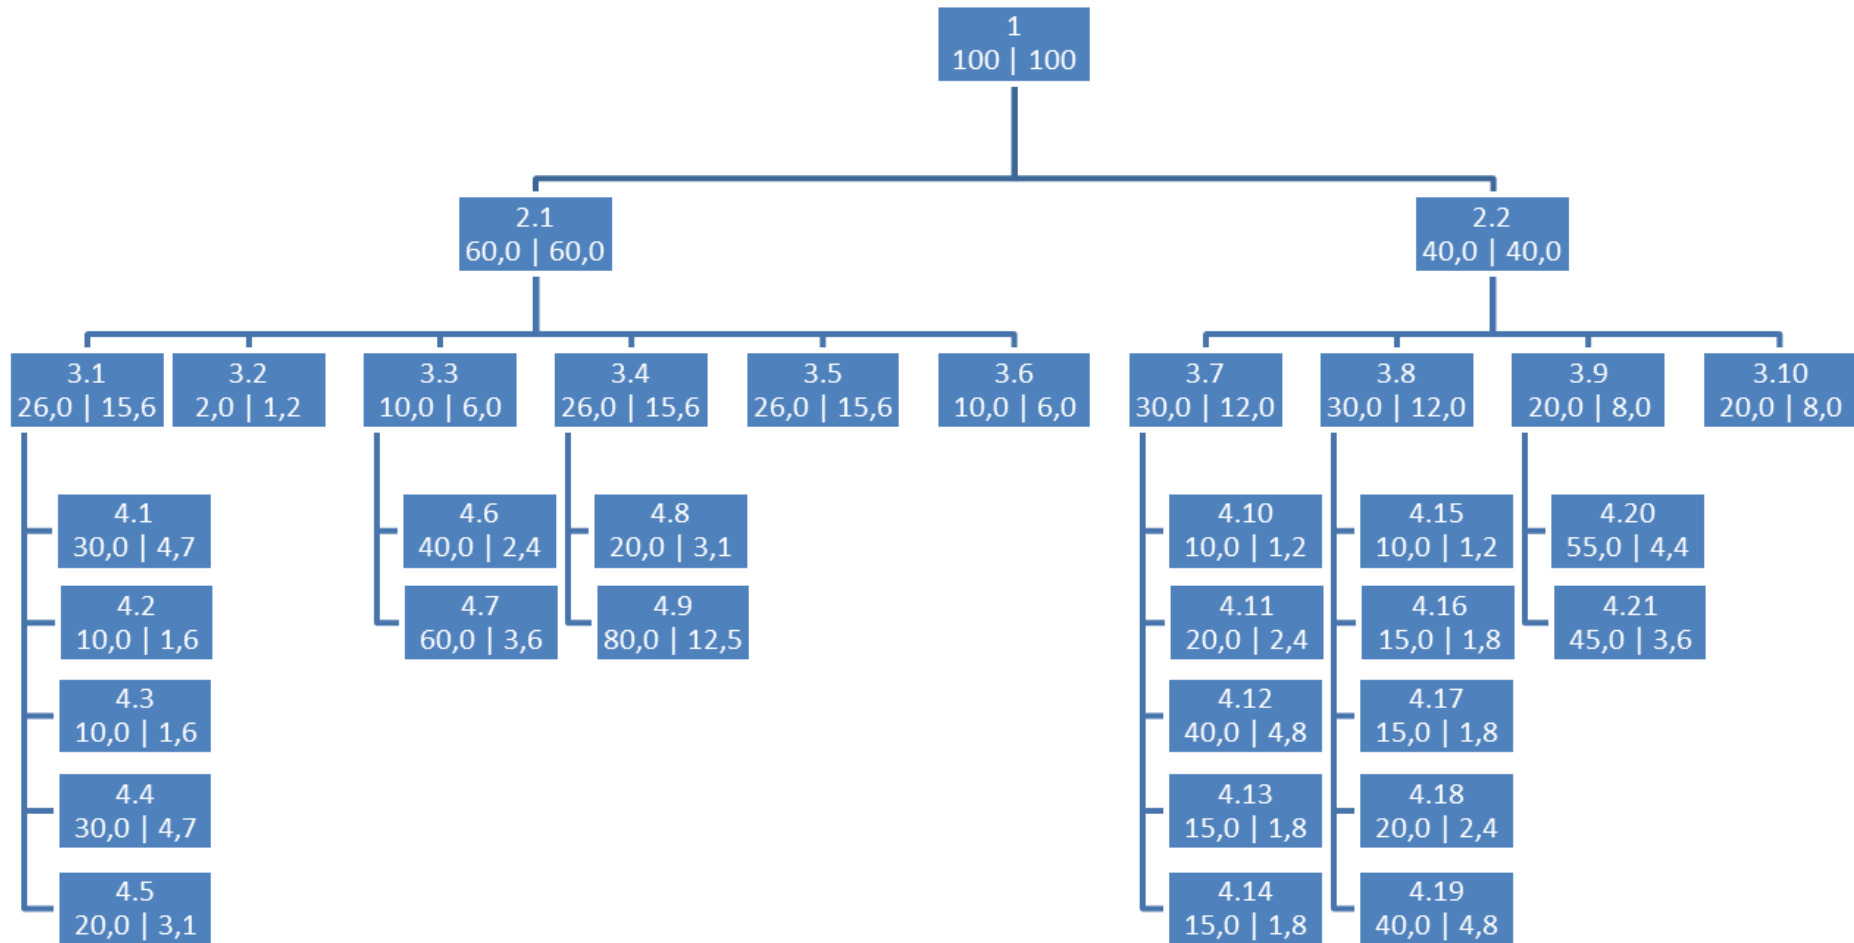 1
100 | 100
2.1
60,0 | 60,0
2.2
40,0 | 40,0
3.1
26,0 | 15,6
3.2
2,0 | 1,2
3.3
10,0 | 6,0
3.4
26,0 | 15,6
3.5
26,0 | 15,6
3.6
10,0 | 6,0
3.7
30,0 | 12,0
3.8
30,0 | 12,0
3.9
20,0 | 8,0
3.10
20,0 | 8,0
4.1
30,0 | 4,7
4.2
10,0 | 1,6
4.3
10,0 | 1,6
4.4
30,0 | 4,7
4.5
20,0 | 3,1
4.6
40,0 | 2,4
4.7
60,0 | 3,6
4.8
20,0 | 3,1
4.9
80,0 | 12,5
4.10
10,0 | 1,2
4.11
20,0 | 2,4
4.12
40,0 | 4,8
4.13
15,0 | 1,8
4.14
15,0 | 1,8
4.15
10,0 | 1,2
4.16
15,0 | 1,8
4.17
15,0 | 1,8
4.18
20,0 | 2,4
4.19
40,0 | 4,8
4.20
55,0 | 4,4
4.21
45,0 | 3,6